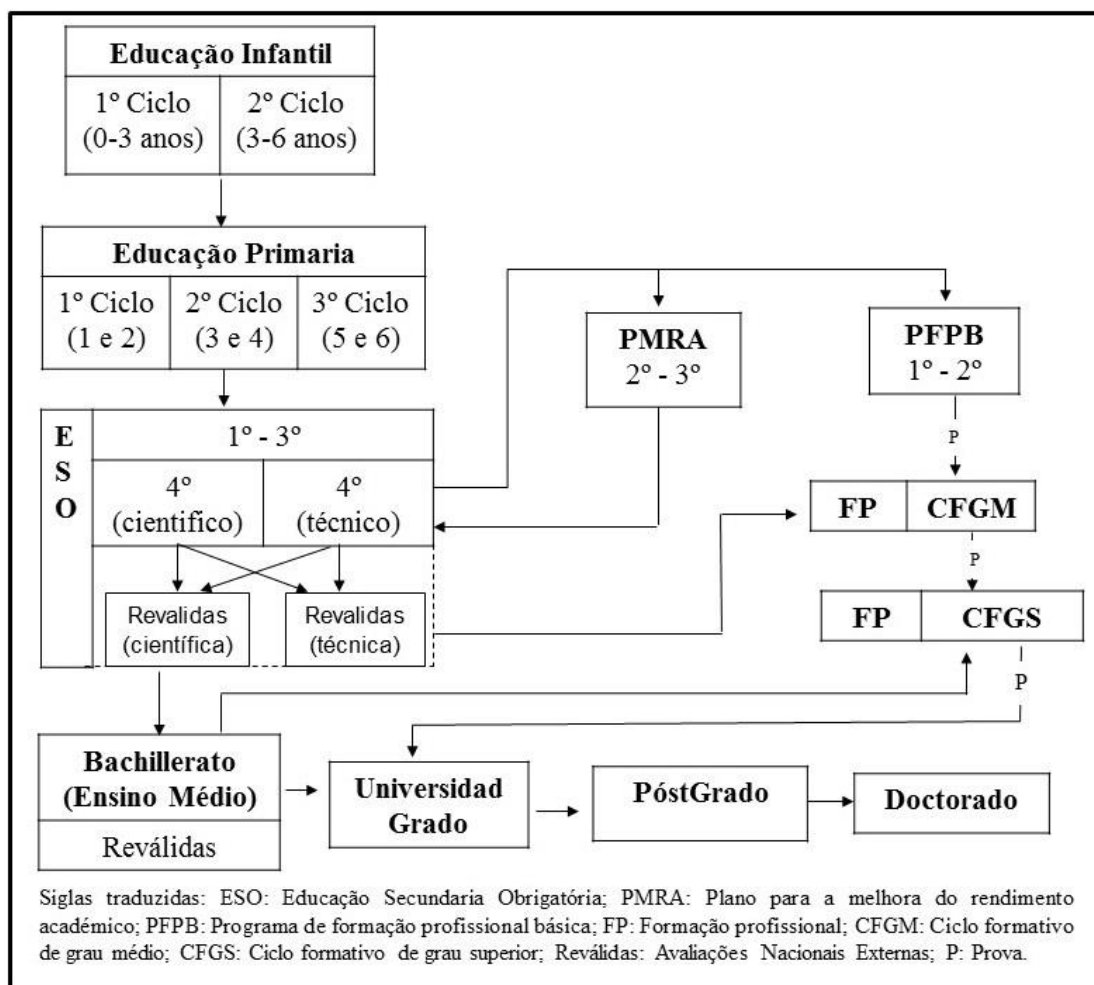 Educação Infantil
1º Ciclo
(0-3 anos)
2º Ciclo
(3-6 anos)
Educação Primaria
1º Ciclo
(1 e 2)
2º Ciclo
(3 e 4)
3º Ciclo
(5 e 6)
PMRA
2º - 3º
PFPB
1º - 2º
P
E
S
O
1º - 3º
4º
(cientifico)
4º
(técnico)
FP
CFGM
P
Revalidas
(científica)
Revalidas
(técnica)
FP
CFGS
P
Bachillerato
(Ensino Médio)
Reválidas
Universidad
Grado
PóstGrado
Doctorado
Siglas traduzidas: ESO: Educação Secundaria Obrigatória; PMRA: Plano para a melhora do rendimento
académico; PFPB: Programa de formação profissional básica; FP: Formação profissional; CFGM: Ciclo formativo
de grau médio; CFGS: Ciclo formativo de grau superior; Reválidas: Avaliações Nacionais Externas; P: Prova.